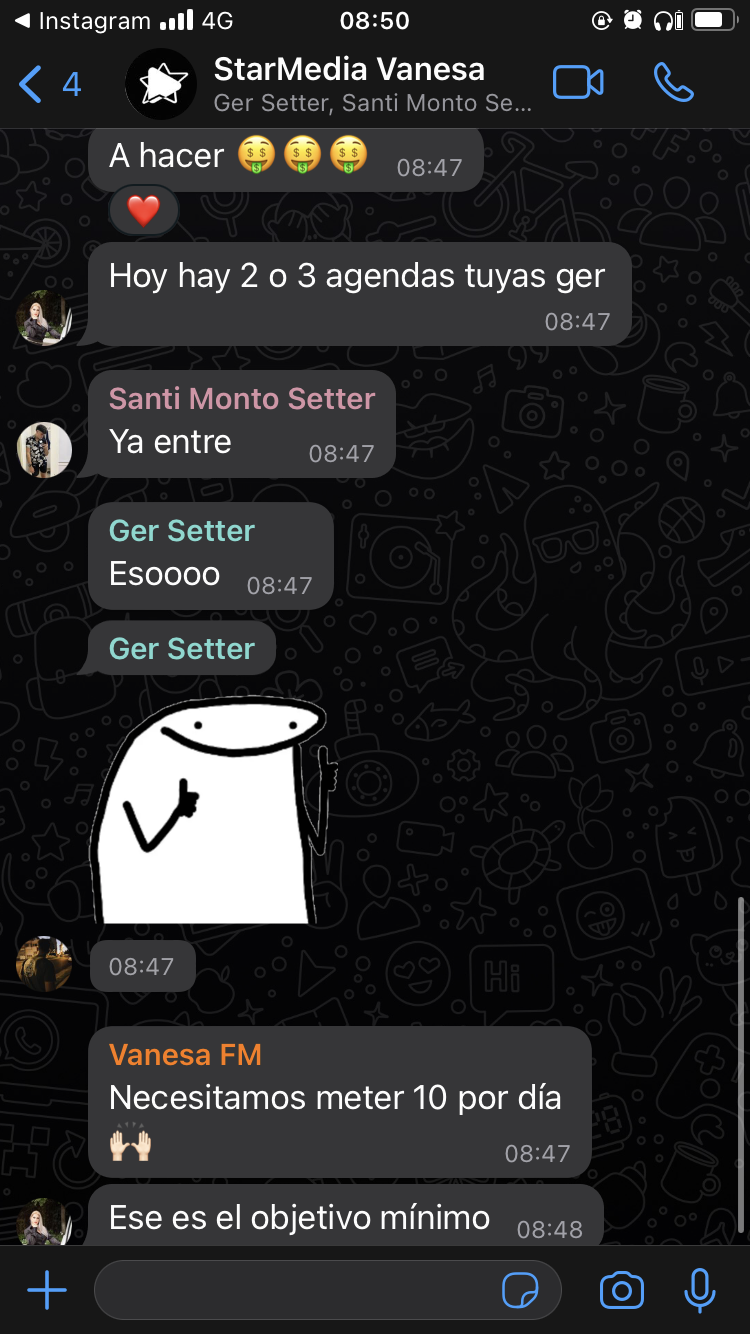 Instagram 4G 08:50
4 StarMedia Vanesa
Ger Setter, Santi Monto Se...
A hacer 🤑🤑🤑 08:47
❤️
Hoy hay 2 o 3 agendas tuyas ger
08:47
Santi Monto Setter
Ya entre 08:47
Ger Setter
Esoooo 08:47
Ger Setter
08:47
Vanesa FM
Necesitamos meter 10 por día
🙌🏻 08:47
Ese es el objetivo mínimo 08:48